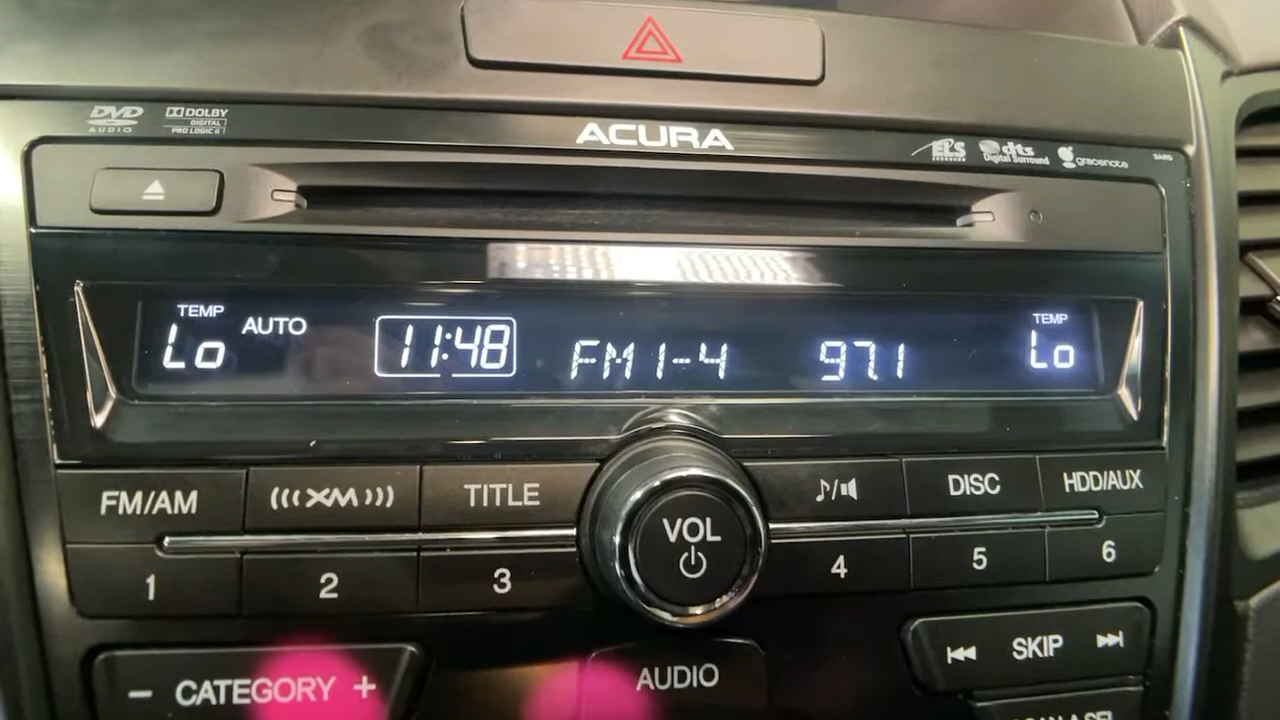 DVD AUDIO
DOLBY DIGITAL PRO LOGIC II
ACURA
ELS
dts Digital Surround
gracenote
TEMP Lo AUTO 11:48 FM1-4 97.1 TEMP Lo
FM/AM (((XM))) TITLE DISC HDD/AUX
VOL
1 2 3 4 5 6
- CATEGORY + AUDIO SKIP